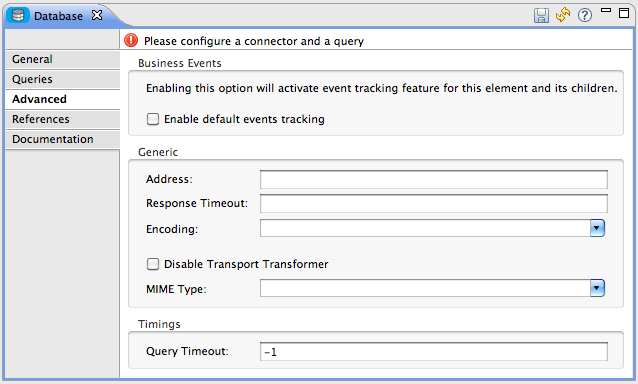 Database
Please configure a connector and a query
General
Queries
Advanced
References
Documentation
Business Events
Enabling this option will activate event tracking feature for this element and its children.
Enable default events tracking
Generic
Address:
Response Timeout:
Encoding:
Disable Transport Transformer
MIME Type:
Timings
Query Timeout: -1